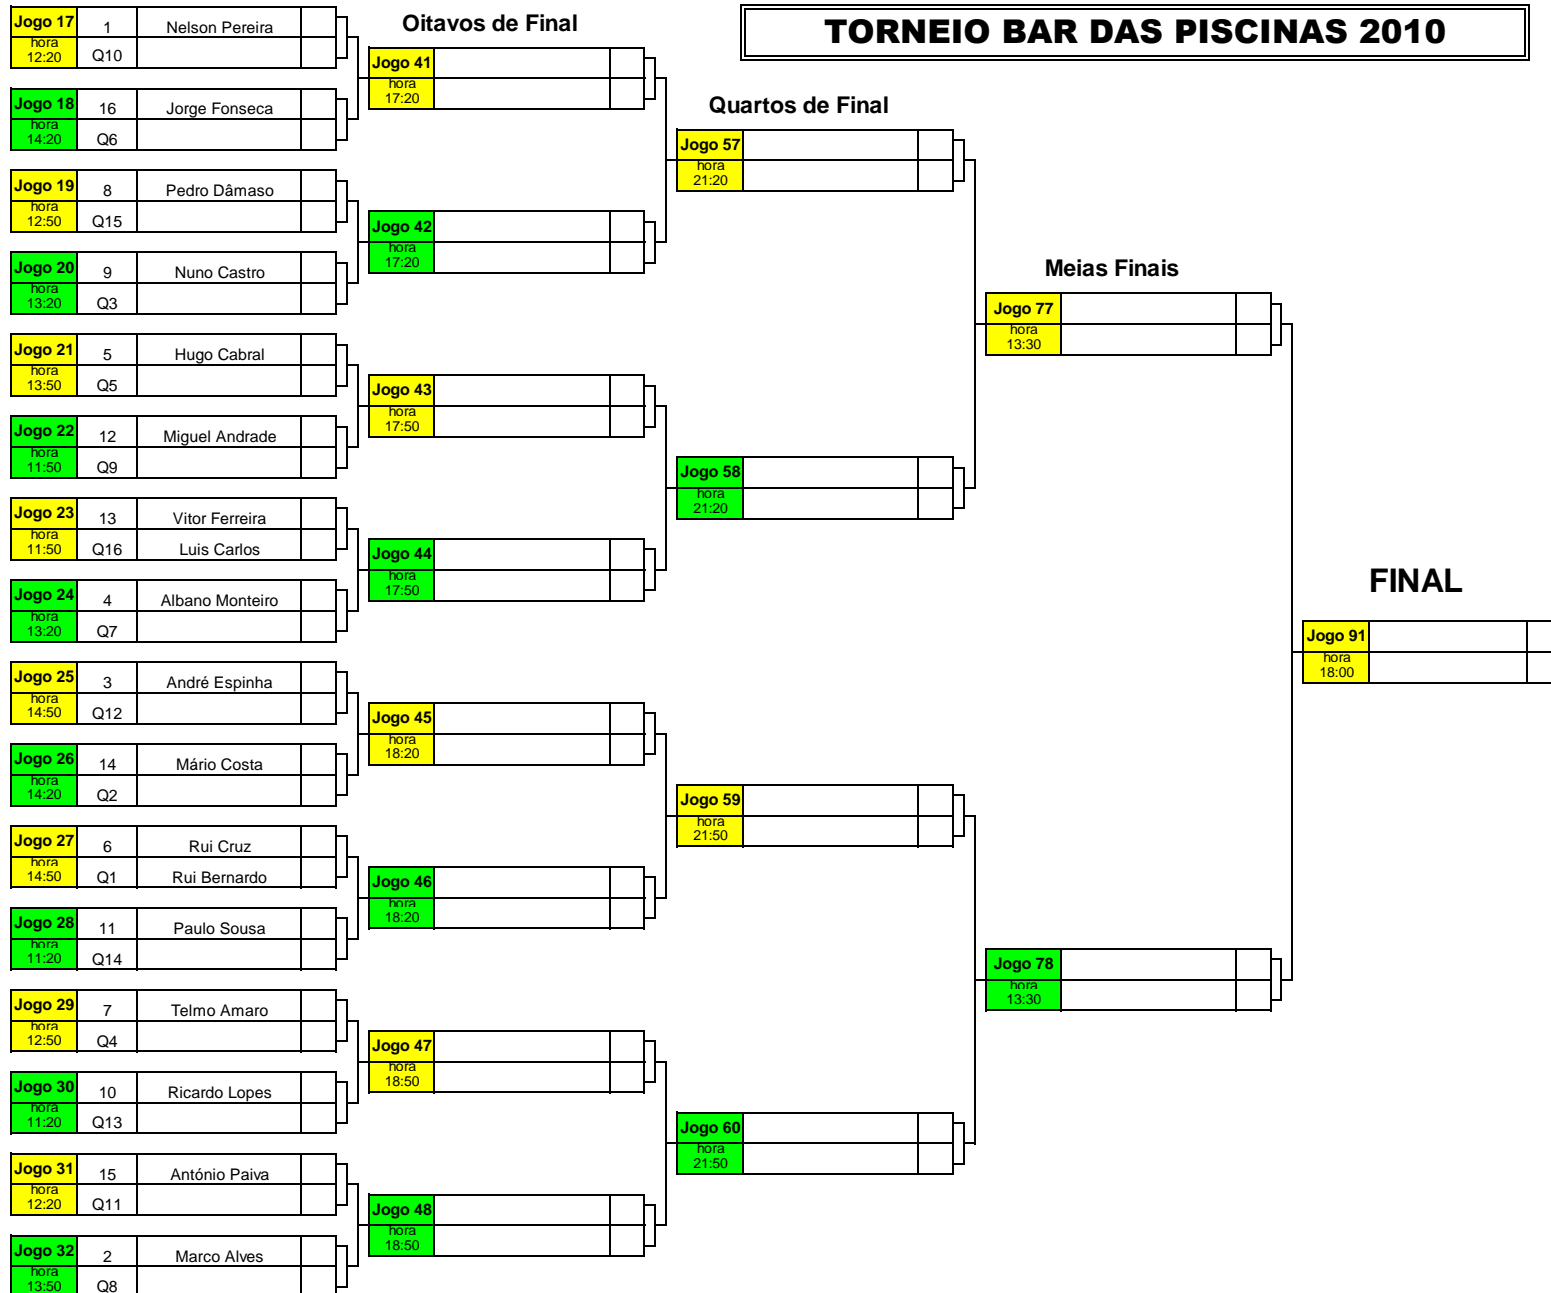 TORNEIO BAR DAS PISCINAS 2010
Oitavos de Final
Quartos de Final
Meias Finais
FINAL
Jogo 17 1 Nelson Pereira
hora 12:20 Q10
Jogo 18 16 Jorge Fonseca
hora 14:20 Q6
Jogo 19 8 Pedro Dâmaso
hora 12:50 Q15
Jogo 20 9 Nuno Castro
hora 13:20 Q3
Jogo 21 5 Hugo Cabral
hora 13:50 Q5
Jogo 22 12 Miguel Andrade
hora 11:50 Q9
Jogo 23 13 Vitor Ferreira
hora 11:50 Q16 Luis Carlos
Jogo 24 4 Albano Monteiro
hora 13:20 Q7
Jogo 25 3 André Espinha
hora 14:50 Q12
Jogo 26 14 Mário Costa
hora 14:20 Q2
Jogo 27 6 Rui Cruz
hora 14:50 Q1 Rui Bernardo
Jogo 28 11 Paulo Sousa
hora 11:20 Q14
Jogo 29 7 Telmo Amaro
hora 12:50 Q4
Jogo 30 10 Ricardo Lopes
hora 11:20 Q13
Jogo 31 15 António Paiva
hora 12:20 Q11
Jogo 32 2 Marco Alves
hora 13:50 Q8
Jogo 41
hora 17:20
Jogo 42
hora 17:20
Jogo 43
hora 17:50
Jogo 44
hora 17:50
Jogo 45
hora 18:20
Jogo 46
hora 18:20
Jogo 47
hora 18:50
Jogo 48
hora 18:50
Jogo 57
hora 21:20
Jogo 58
hora 21:20
Jogo 59
hora 21:50
Jogo 60
hora 21:50
Jogo 77
hora 13:30
Jogo 78
hora 13:30
Jogo 91
hora 18:00